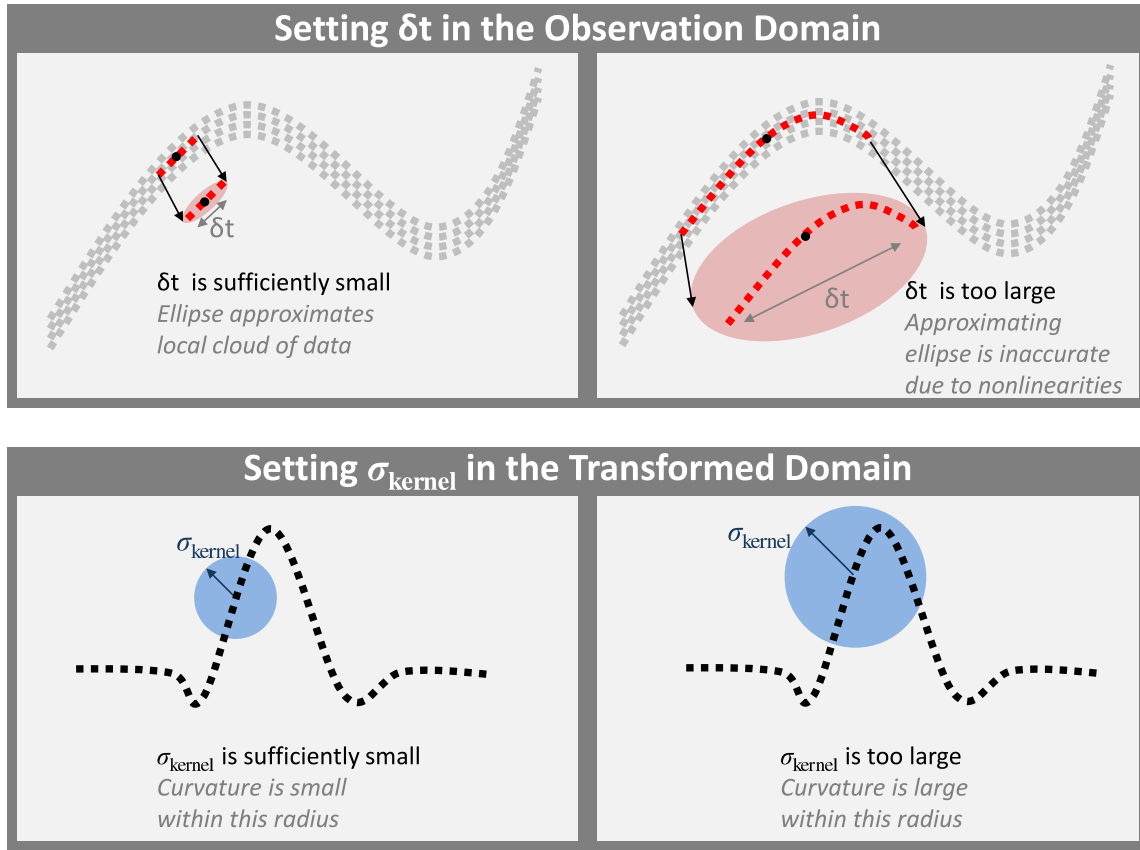 Setting δt in the Observation Domain
δt
δt is sufficiently small
Ellipse approximates
local cloud of data
δt
δt is too large
Approximating
ellipse is inaccurate
due to nonlinearities
Setting σkernel in the Transformed Domain
σkernel
σkernel is sufficiently small
Curvature is small
within this radius
σkernel
σkernel is too large
Curvature is large
within this radius